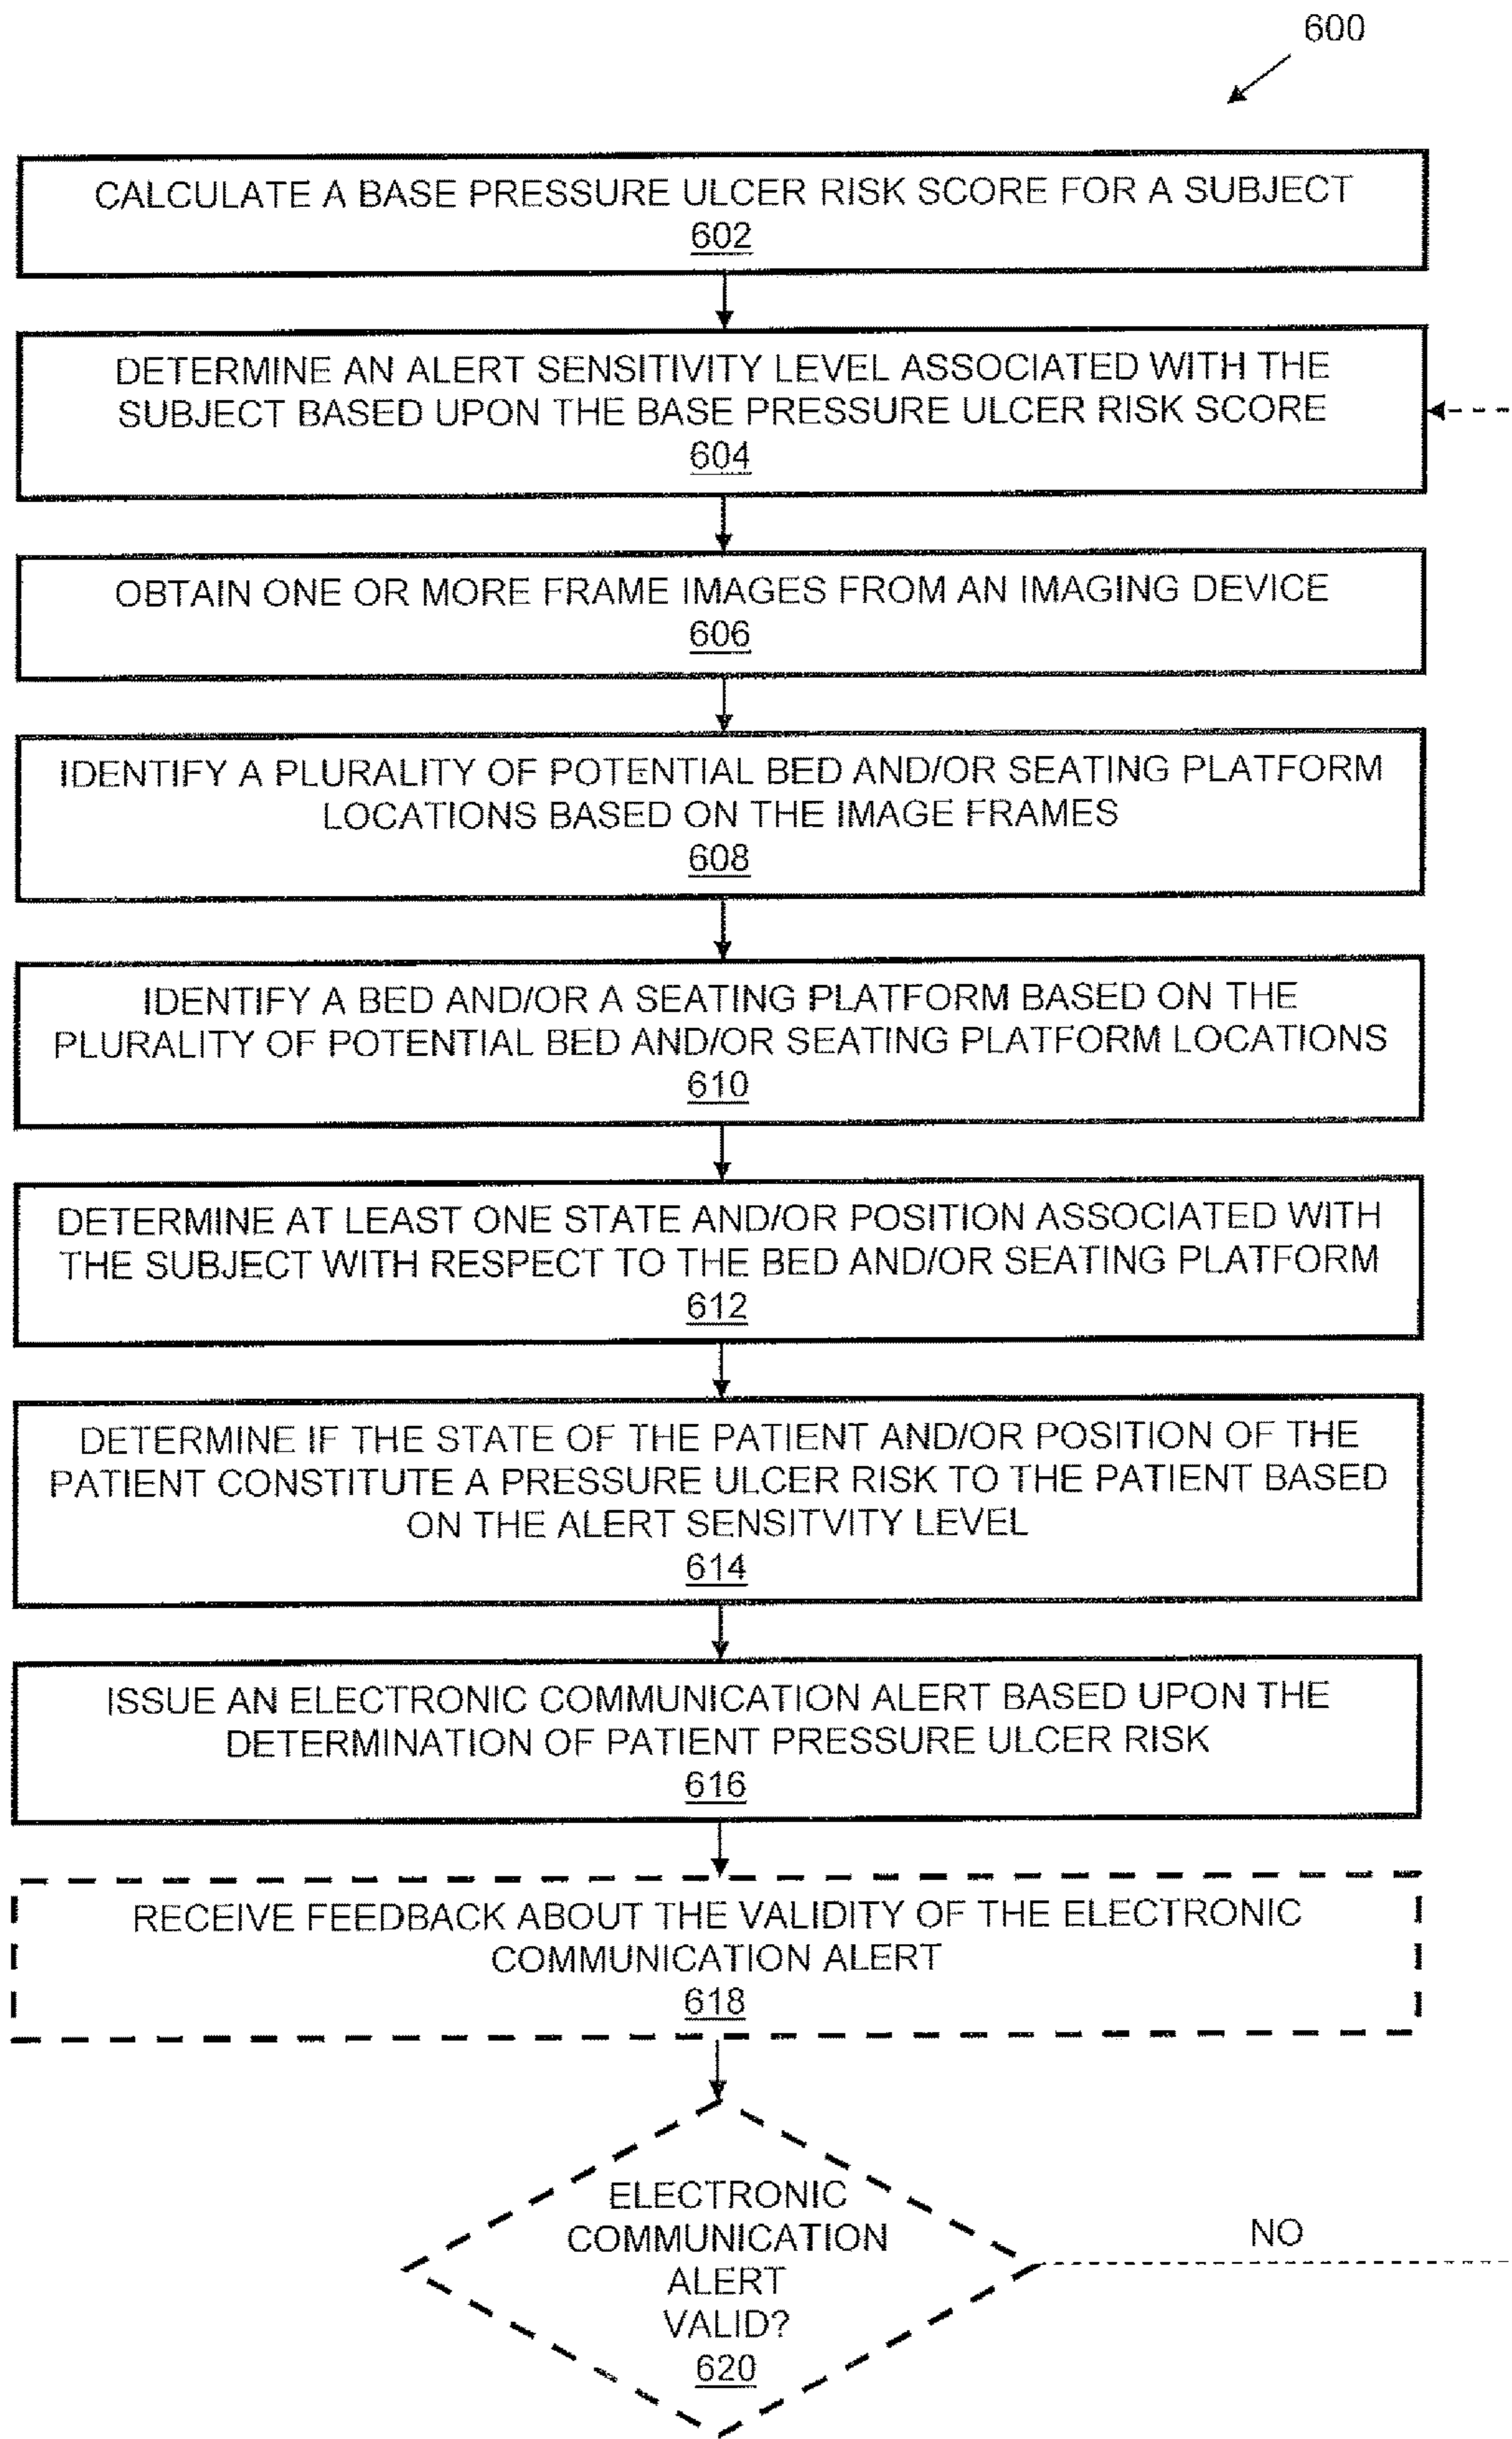 600
CALCULATE A BASE PRESSURE ULCER RISK SCORE FOR A SUBJECT
602
DETERMINE AN ALERT SENSITIVITY LEVEL ASSOCIATED WITH THE
SUBJECT BASED UPON THE BASE PRESSURE ULCER RISK SCORE
604
OBTAIN ONE OR MORE FRAME IMAGES FROM AN IMAGING DEVICE
606
IDENTIFY A PLURALITY OF POTENTIAL BED AND/OR SEATING PLATFORM
LOCATIONS BASED ON THE IMAGE FRAMES
608
IDENTIFY A BED AND/OR A SEATING PLATFORM BASED ON THE
PLURALITY OF POTENTIAL BED AND/OR SEATING PLATFORM LOCATIONS
610
DETERMINE AT LEAST ONE STATE AND/OR POSITION ASSOCIATED WITH
THE SUBJECT WITH RESPECT TO THE BED AND/OR SEATING PLATFORM
612
DETERMINE IF THE STATE OF THE PATIENT AND/OR POSITION OF THE
PATIENT CONSTITUTE A PRESSURE ULCER RISK TO THE PATIENT BASED
ON THE ALERT SENSITVITY LEVEL
614
ISSUE AN ELECTRONIC COMMUNICATION ALERT BASED UPON THE
DETERMINATION OF PATIENT PRESSURE ULCER RISK
616
RECEIVE FEEDBACK ABOUT THE VALIDITY OF THE ELECTRONIC
COMMUNICATION ALERT
618
ELECTRONIC
COMMUNICATION
ALERT
VALID?
620
NO